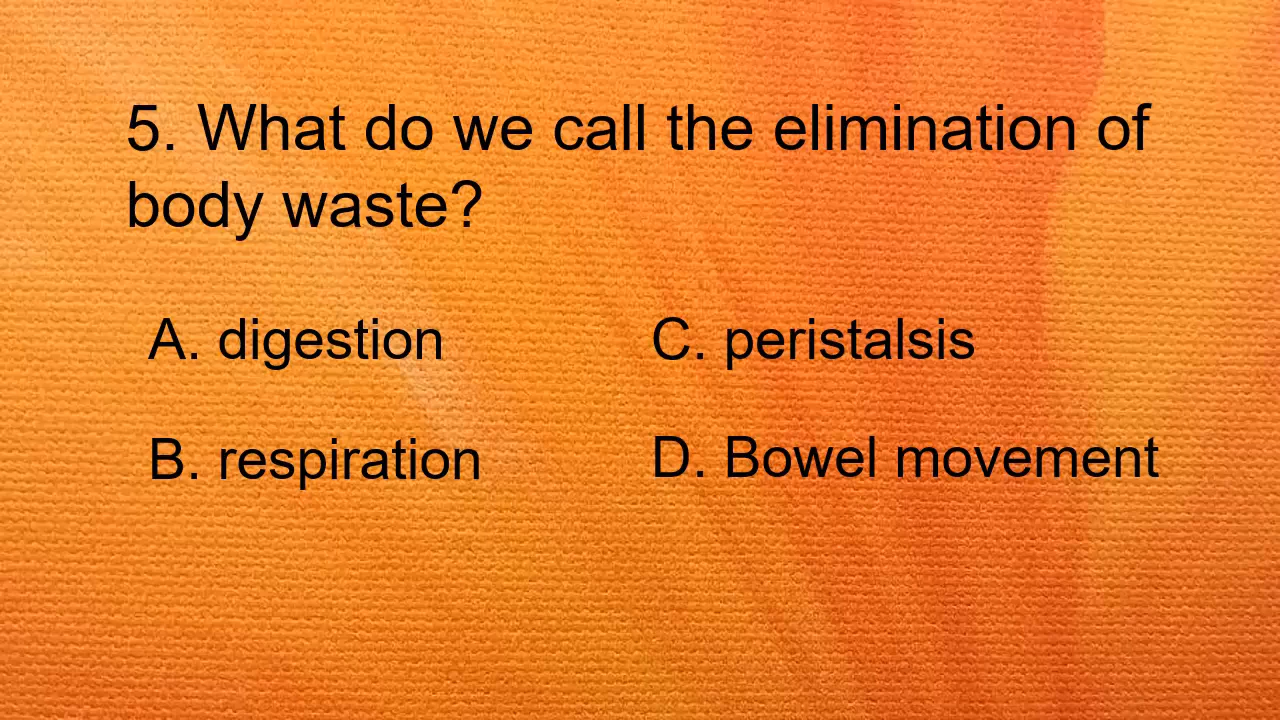 5. What do we call the elimination of
body waste?
A. digestion
C. peristalsis
B. respiration
D. Bowel movement